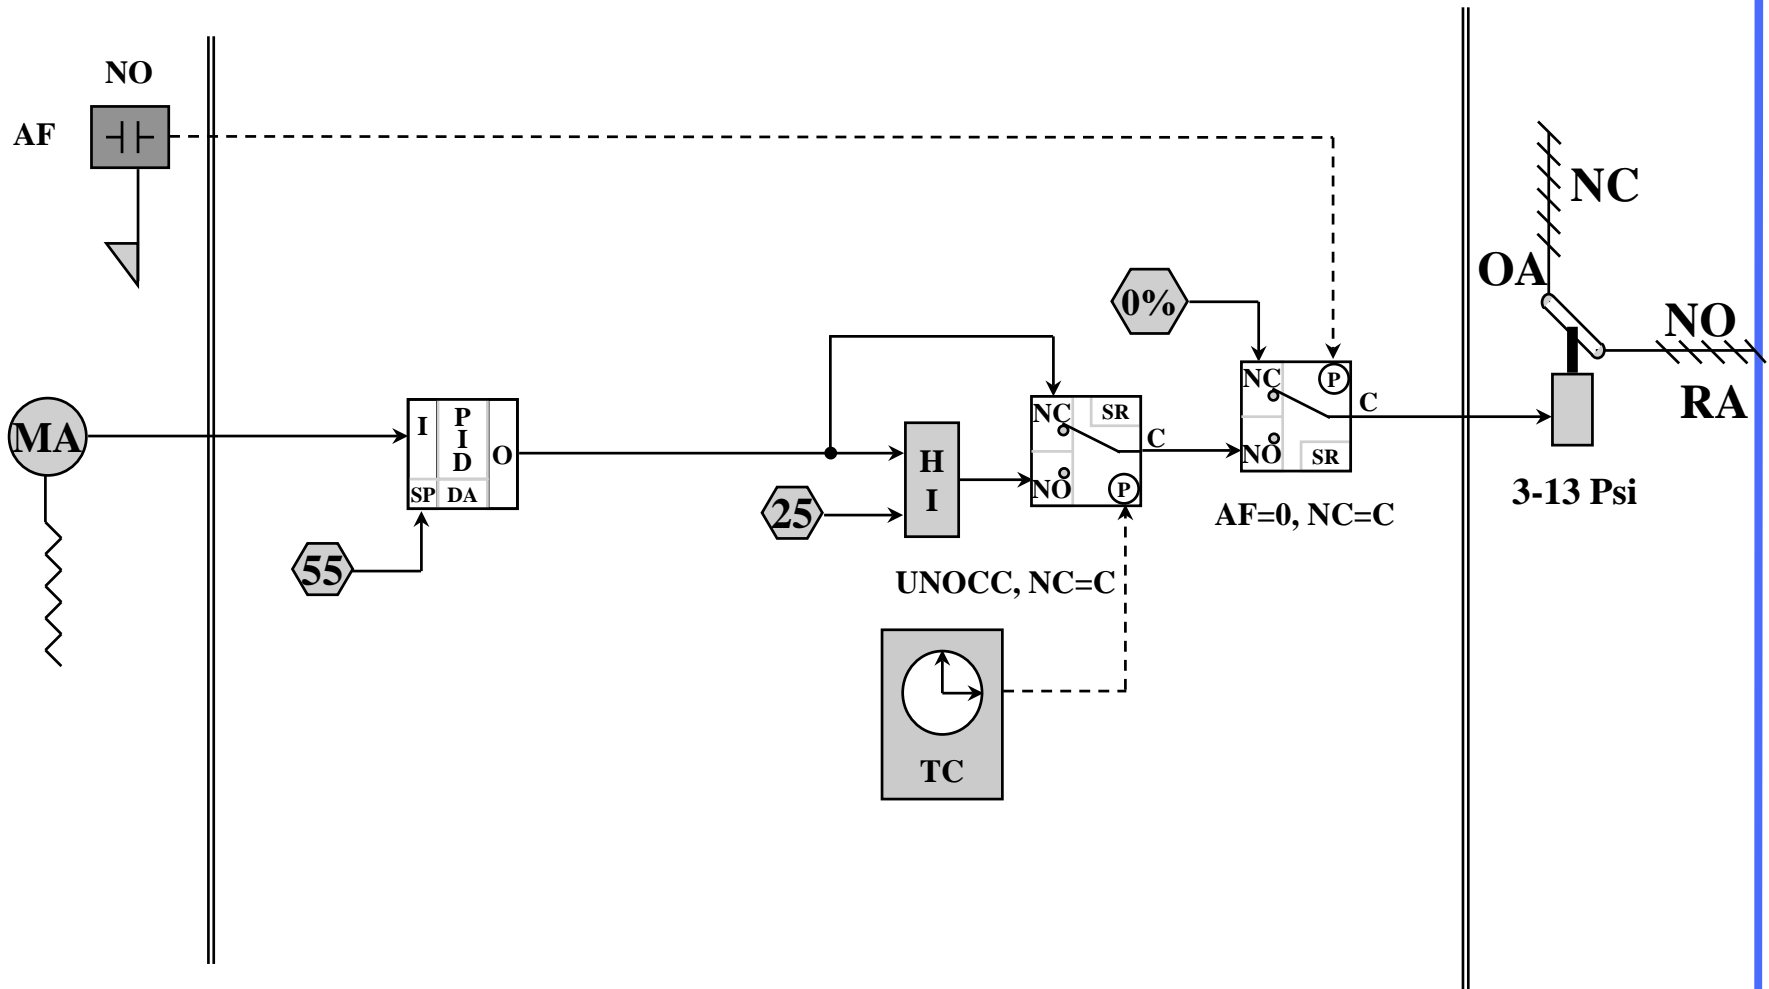 NO
AF
NC
OA
0%
NO
NC
P
C
RA
NO
SR
MA
I
P
I
D
O
SP
DA
55
H
I
25
NC
SR
C
NO
P
3-13 Psi
AF=0, NC=C
UNOCC, NC=C
TC